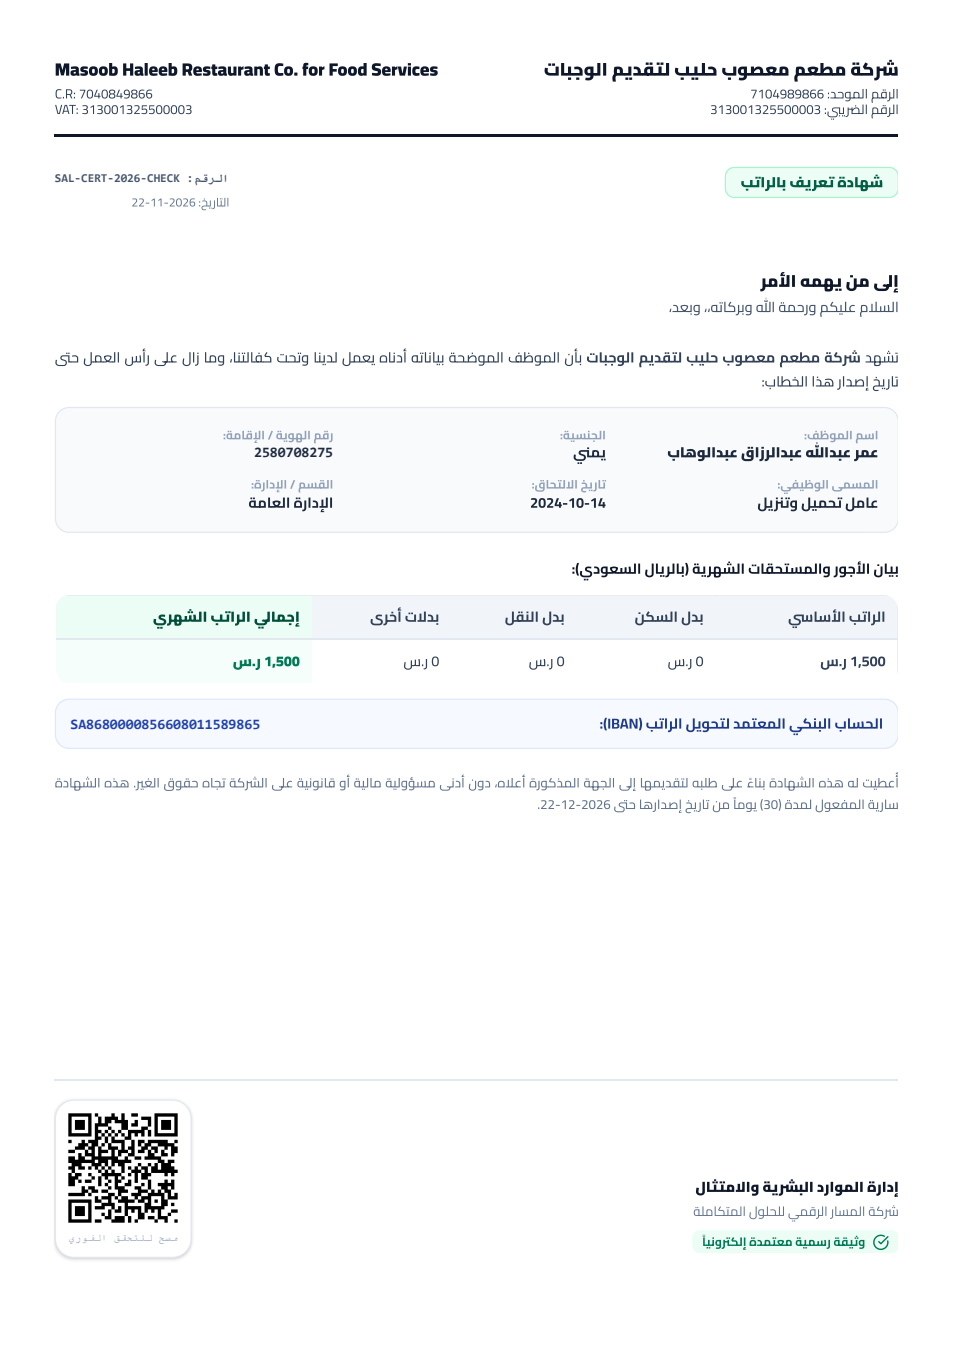 شركة مطعم معصوب حليب لتقديم الوجبات
الرقم الموحد: 7104989866
الرقم الضريبي: 313001325500003
Masoob Haleeb Restaurant Co. for Food Services
C.R: 7040849866
VAT: 313001325500003
شهادة تعريف بالراتب
الرقم: SAL-CERT-2026-CHECK
التاريخ: 2026-11-22
إلى من يهمه الأمر
السلام عليكم ورحمة الله وبركاته،، وبعد،
نشهد شركة مطعم معصوب حليب لتقديم الوجبات بأن الموظف الموضحة بياناته أدناه يعمل لدينا وتحت كفالتنا، وما زال على رأس العمل حتى
تاريخ إصدار هذا الخطاب:
اسم الموظف: الجنسية: رقم الهوية / الإقامة:
عمر عبدالله عبدالرزاق عبدالوهاب يمني 2580708275
المسمى الوظيفي: تاريخ الالتحاق: القسم / الإدارة:
عامل تحميل وتنزيل 2024-10-14 الإدارة العامة
بيان الأجور والمستحقات الشهرية (بالريال السعودي):
الراتب الأساسي بدل السكن بدل النقل بدلات أخرى إجمالي الراتب الشهري
1,500 ر.س 0 ر.س 0 ر.س 0 ر.س 1,500 ر.س
الحساب البنكي المعتمد لتحويل الراتب (IBAN): SA8680000856608011589865
أعطيت له هذه الشهادة بناءً على طلبه لتقديمها إلى الجهة المذكورة أعلاه، دون أدنى مسؤولية مالية أو قانونية على الشركة تجاه حقوق الغير. هذه الشهادة
سارية المفعول لمدة (30) يوماً من تاريخ إصدارها حتى 2026-12-22.
إدارة الموارد البشرية والامتثال
شركة المسار الرقمي للحلول المتكاملة
وثيقة رسمية معتمدة إلكترونياً
مسح للتحقق الفوري